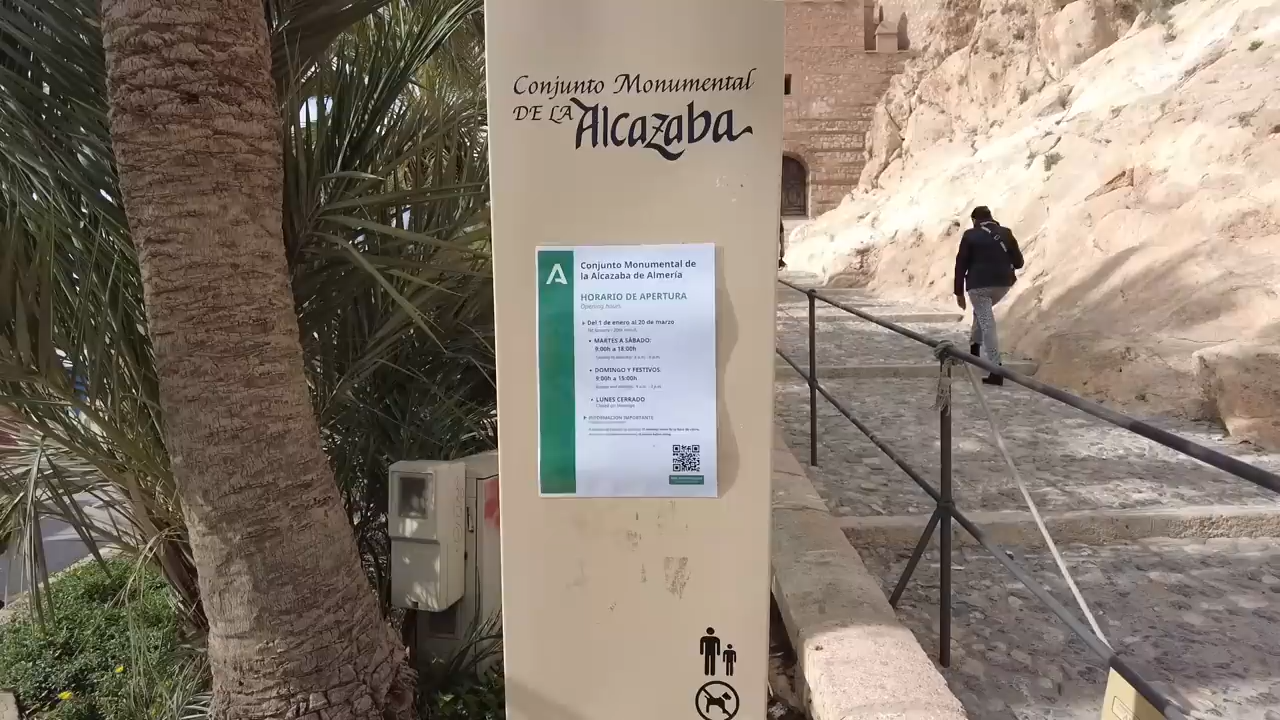 Conjunto Monumental
DE LA Alcazaba
A
Conjunto Monumental de
la Alcazaba de Almería
HORARIO DE APERTURA
Opening hours
Del 1 de enero al 20 de marzo
MARTES A SÁBADO:
9:00h a 18:00h
DOMINGO Y FESTIVOS:
9:00h a 15:00h
LUNES CERRADO
Closed on Mondays
INFORMACIÓN IMPORTANTE